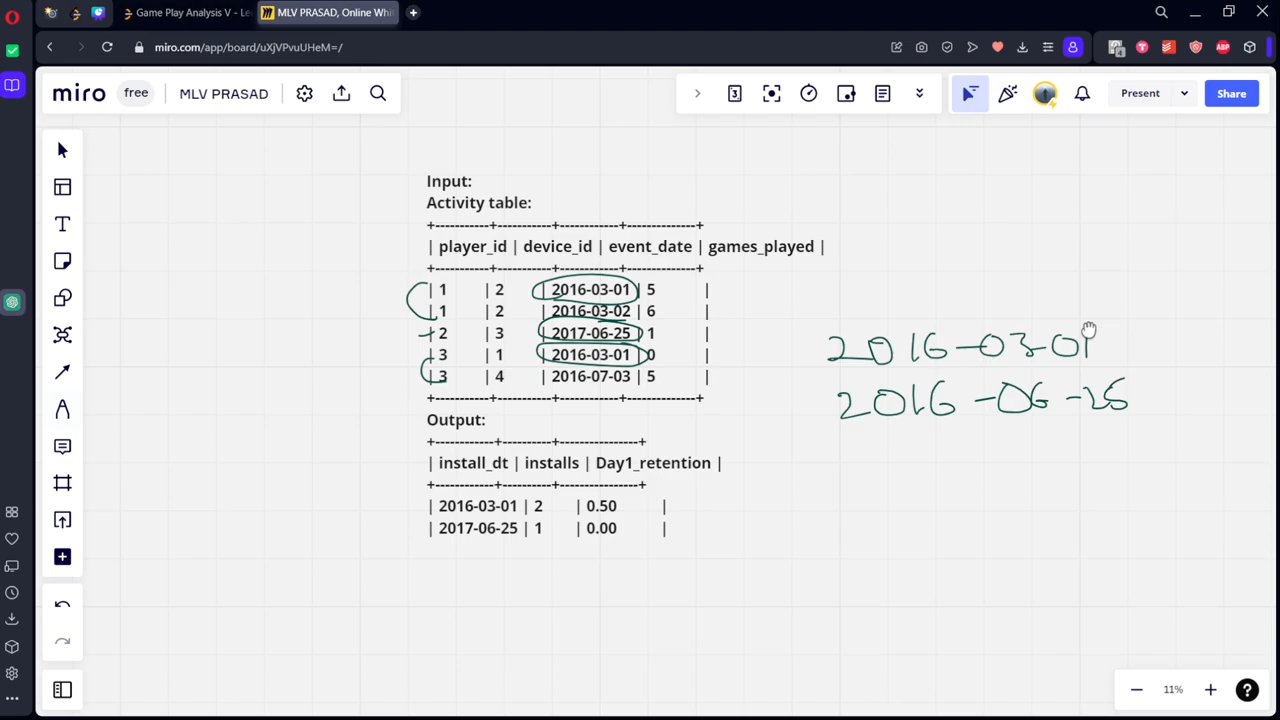 Game Play Analysis V - Le
MLV PRASAD, Online Whi
miro.com/app/board/uXjVPvuUHeM=/
ABP
miro
free
MLV PRASAD
3
Present
Share
Input:
Activity table:
+-----------+-----------+------------+--------------+
| player_id | device_id | event_date | games_played |
+-----------+-----------+------------+--------------+
| 1 | 2 | 2016-03-01 | 5 |
| 1 | 2 | 2016-03-02 | 6 |
| 2 | 3 | 2017-06-25 | 1 |
| 3 | 1 | 2016-03-01 | 0 |
| 3 | 4 | 2016-07-03 | 5 |
+-----------+-----------+------------+--------------+
2016-03-01
2016-06-25
Output:
+------------+----------+----------------+
| install_dt | installs | Day1_retention |
+------------+----------+----------------+
| 2016-03-01 | 2 | 0.50 |
| 2017-06-25 | 1 | 0.00 |
11%